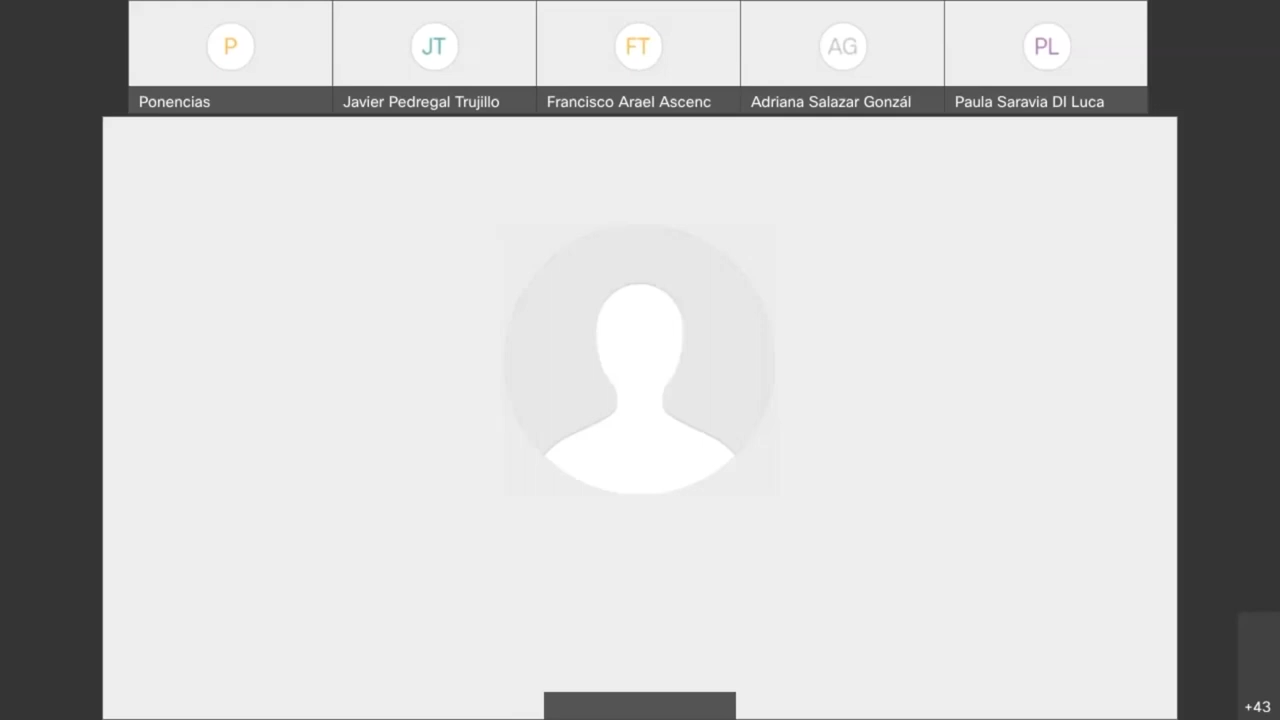 P
JT
FT
AG
PL
Ponencias
Javier Pedregal Trujillo
Francisco Arael Ascenc
Adriana Salazar Gonzál
Paula Saravia DI Luca
+43